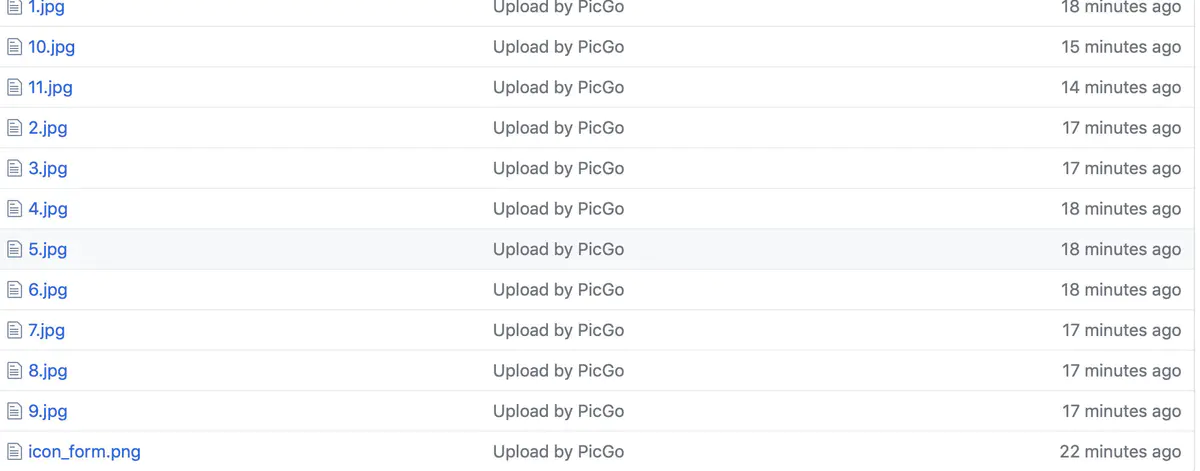 1.jpg Upload by PicGo 18 minutes ago
10.jpg Upload by PicGo 15 minutes ago
11.jpg Upload by PicGo 14 minutes ago
2.jpg Upload by PicGo 17 minutes ago
3.jpg Upload by PicGo 17 minutes ago
4.jpg Upload by PicGo 18 minutes ago
5.jpg Upload by PicGo 18 minutes ago
6.jpg Upload by PicGo 18 minutes ago
7.jpg Upload by PicGo 17 minutes ago
8.jpg Upload by PicGo 17 minutes ago
9.jpg Upload by PicGo 17 minutes ago
icon_form.png Upload by PicGo 22 minutes ago